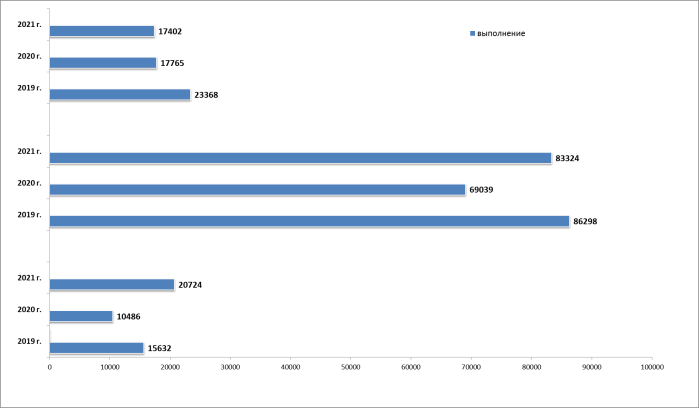 выполнение
2021 г. 17402
2020 г. 17765
2019 г. 23368
2021 г. 83324
2020 г. 69039
2019 г. 86298
2021 г. 20724
2020 г. 10486
2019 г. 15632
0 10000 20000 30000 40000 50000 60000 70000 80000 90000 100000